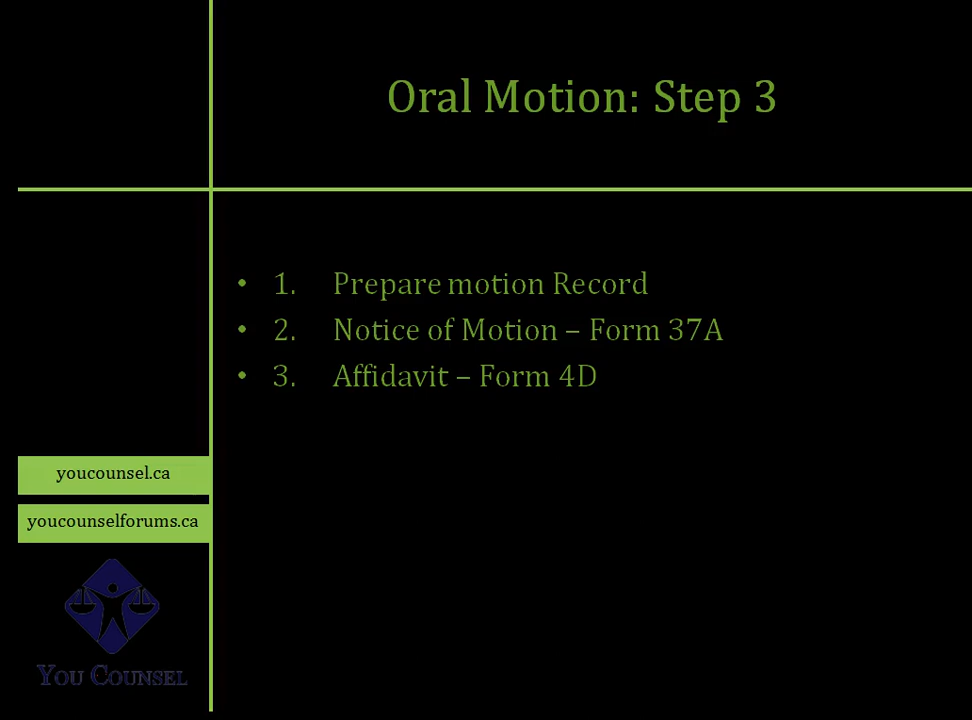 Oral Motion: Step 3
• 1. Prepare motion Record
• 2. Notice of Motion – Form 37A
• 3. Affidavit – Form 4D
youcounsel.ca
youcounselforums.ca
YOU COUNSEL